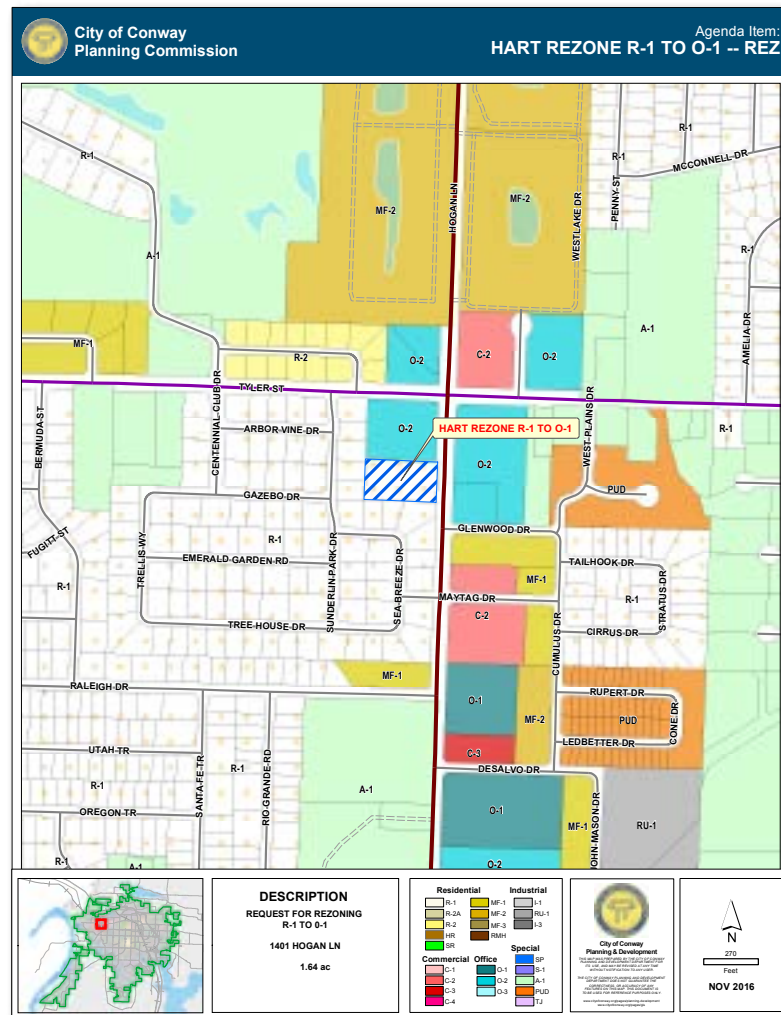 City of Conway
Planning Commission
Agenda Item:
HART REZONE R-1 TO O-1 -- REZ
R-1
R-1
R-1
MCCONNELL DR
PENNY ST
MF-2
HOGAN LN
MF-2
WESTLAKE DR
R-1
A-1
A-1
AMELIA DR
MF-1
R-2
O-2
C-2
O-2
CENTENNIAL CLUB DR
TYLER ST
WEST PLAINS DR
BERMUDA ST
ARBOR VINE DR
O-2
HART REZONE R-1 TO O-1
R-1
O-2
GAZEBO DR
PUD
FUGITT ST
TRELLIS WY
R-1
EMERALD GARDEN RD
SUNDERLIN PARK DR
SEA BREEZE DR
GLENWOOD DR
TAILHOOK DR
MF-1
R-1
MAYTAG DR
R-1
STRATUS DR
C-2
TREE HOUSE DR
CUMULUS DR
CIRRUS DR
MF-1
RALEIGH DR
O-1
MF-2
RUPERT DR
PUD
CONE DR
UTAH TR
SANTA FE TR
R-1
RIO GRANDE RD
C-3
LEDBETTER DR
DESALVO DR
R-1
A-1
OREGON TR
O-1
MF-1
JOHN MASON DR
RU-1
R-1
A-1
O-2
DESCRIPTION
REQUEST FOR REZONING
R-1 TO 0-1
1401 HOGAN LN
1.64 ac
Residential
R-1
R-2A
R-2
HR
SR
MF-1
MF-2
MF-3
RMH
Industrial
I-1
RU-1
I-3
Commercial
C-1
C-2
C-3
C-4
Office
O-1
O-2
O-3
Special
SP
S-1
A-1
PUD
TJ
City of Conway
Planning & Development
N
270
Feet
NOV 2016